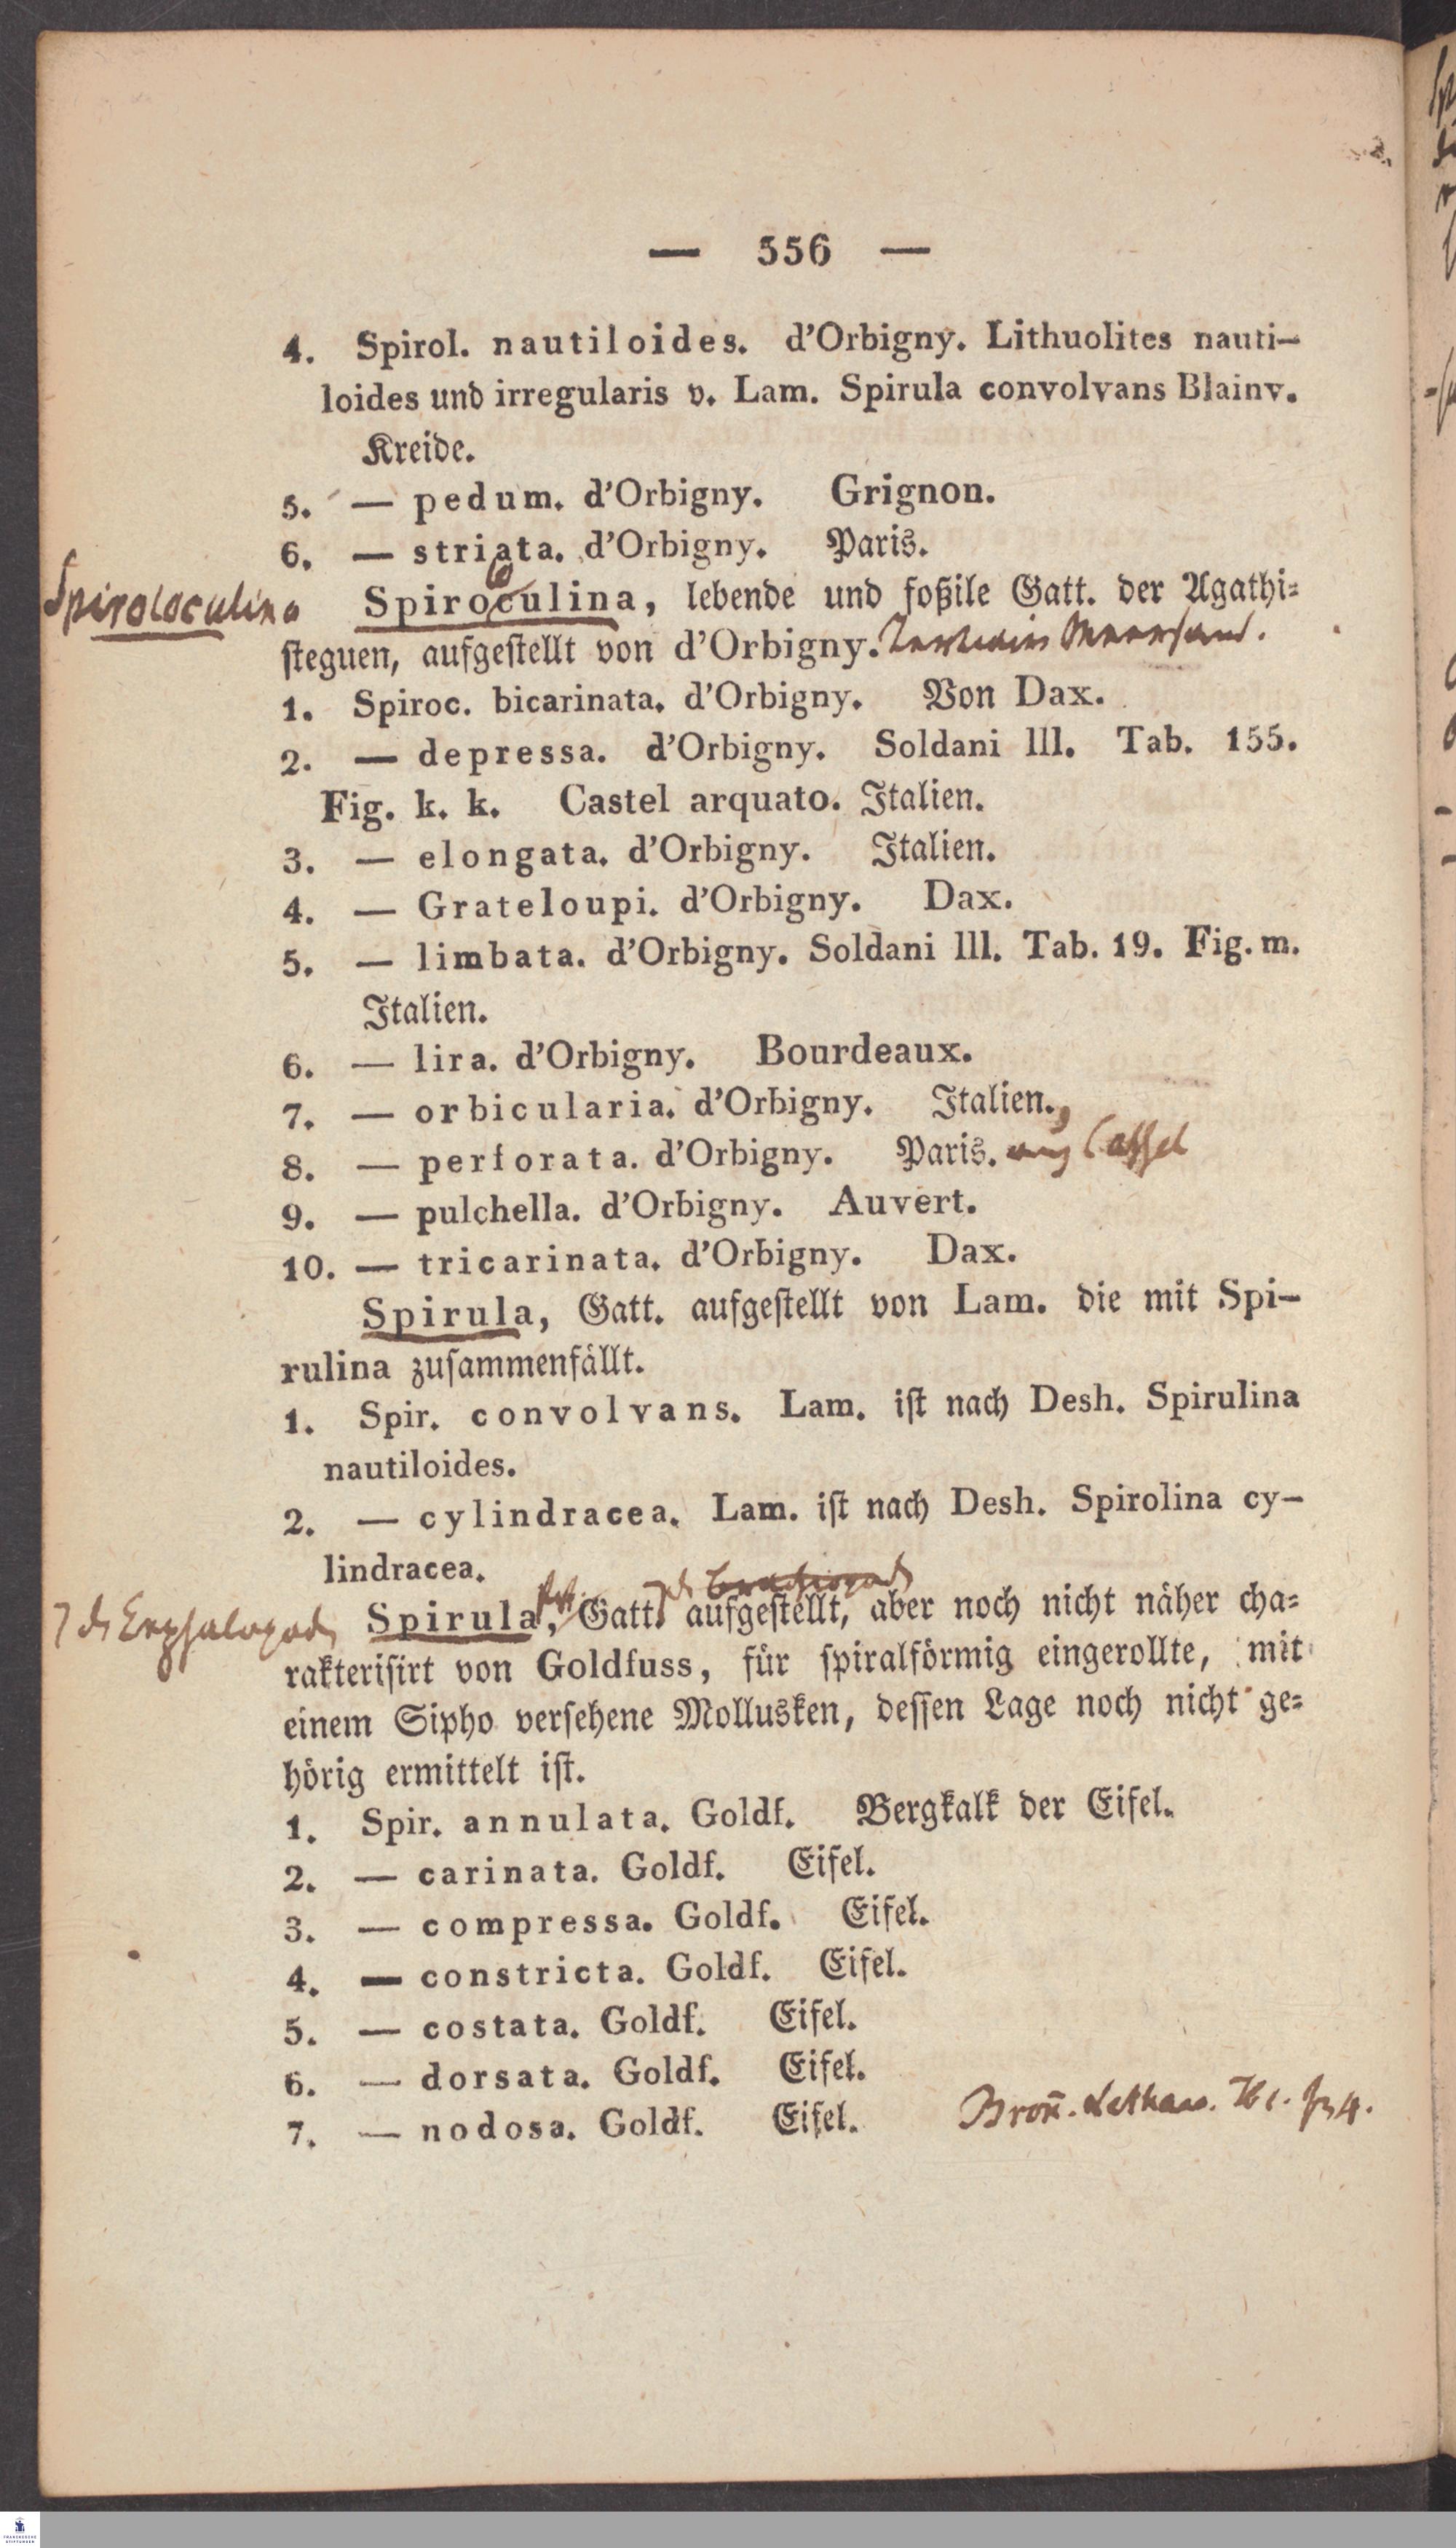 — 556 —
4. Spirol. nautiloides. d'Orbigny. Lithuolites nauti-
loides und irregularis v. Lam. Spirula convolvans Blainv.
Kreide.
5. — pedum. d'Orbigny. Grignon.
6. — striata. d'Orbigny. Paris.
Spiroloculina
Spiroculina, lebende und foßile Gatt. der Agathi-
steguen, aufgestellt von d'Orbigny. Meersand.
1. Spiroc. bicarinata. d'Orbigny. Von Dax.
2. — depressa. d'Orbigny. Soldani lll. Tab. 155.
Fig. k. k. Castel arquato. Italien.
3. — elongata. d'Orbigny. Italien.
4. — Grateloupi. d'Orbigny. Dax.
5. — limbata. d'Orbigny. Soldani lll. Tab. 19. Fig. m.
Italien.
6. — lira. d'Orbigny. Bourdeaux.
7. — orbicularia. d'Orbigny. Italien.
8. — perforata. d'Orbigny. Paris. Cassel
9. — pulchella. d'Orbigny. Auvert.
10. — tricarinata. d'Orbigny. Dax.
Spirula, Gatt. aufgestellt von Lam. die mit Spi-
rulina zusammenfällt.
1. Spir. convolvans. Lam. ist nach Desh. Spirulina
nautiloides.
2. — cylindracea. Lam. ist nach Desh. Spirolina cy-
lindracea.
Spirula, Gatt. aufgestellt, aber noch nicht näher cha-
rakterisirt von Goldfuss, für spiralförmig eingerollte, mit
einem Sipho versehene Mollusken, dessen Lage noch nicht ge-
hörig ermittelt ist.
1. Spir. annulata. Goldf. Bergkalk der Eifel.
2. — carinata. Goldf. Eifel.
3. — compressa. Goldf. Eifel.
4. — constricta. Goldf. Eifel.
5. — costata. Goldf. Eifel.
6. — dorsata. Goldf. Eifel.
7. — nodosa. Goldf. Eifel.
FRANCKESCHE
STIFTUNGEN